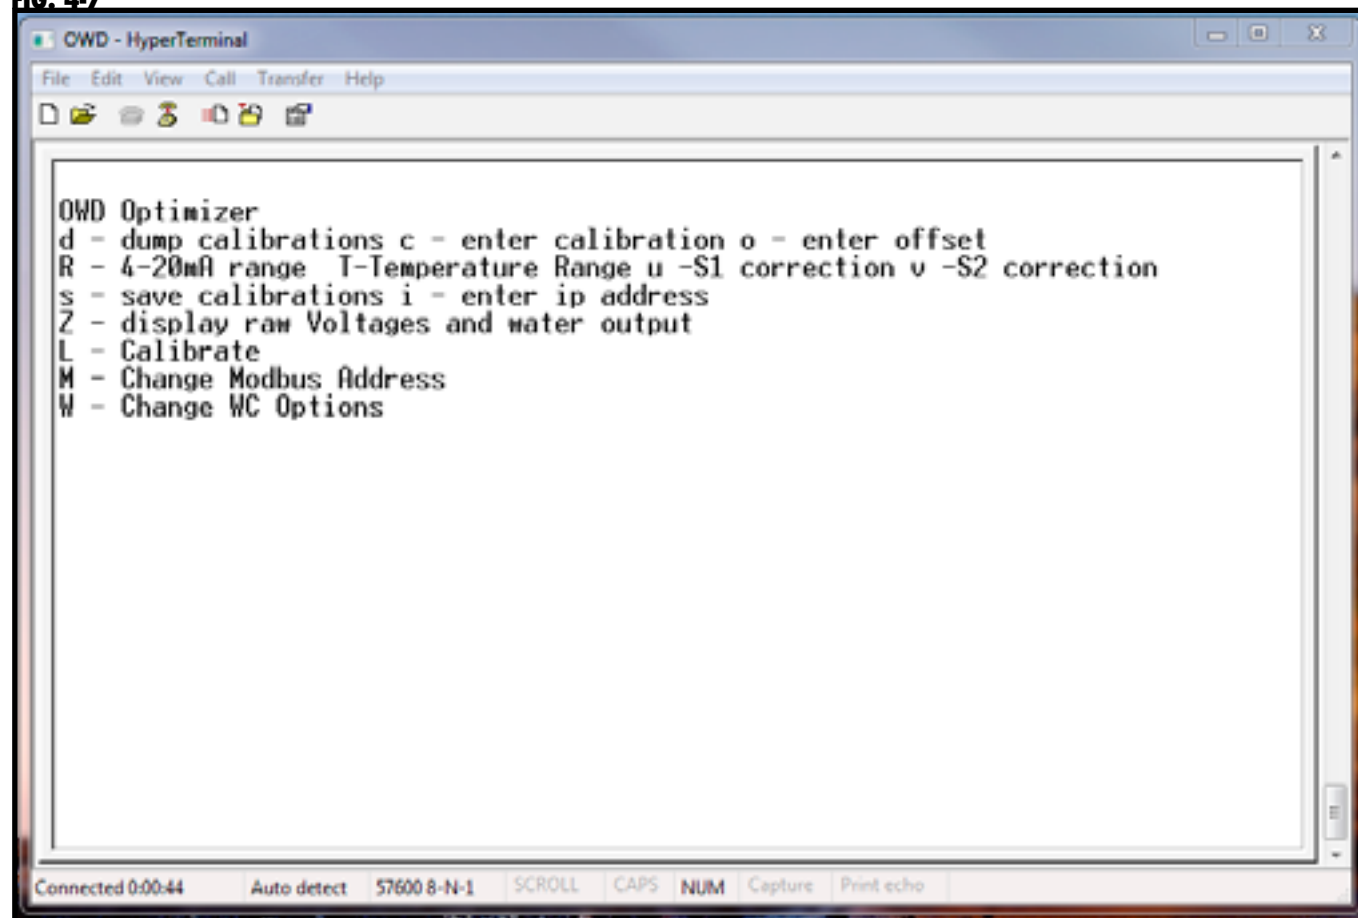 FIG. 4-7
OWD - HyperTerminal
File Edit View Call Transfer Help
OWD Optimizer
d - dump calibrations c - enter calibration o - enter offset
R - 4-20mA range  T-Temperature Range u -S1 correction v -S2 correction
s - save calibrations i - enter ip address
Z - display raw Voltages and water output
L - Calibrate
M - Change Modbus Address
W - Change WC Options
Connected 0:00:44 Auto detect 57600 8-N-1 SCROLL CAPS NUM Capture Print echo